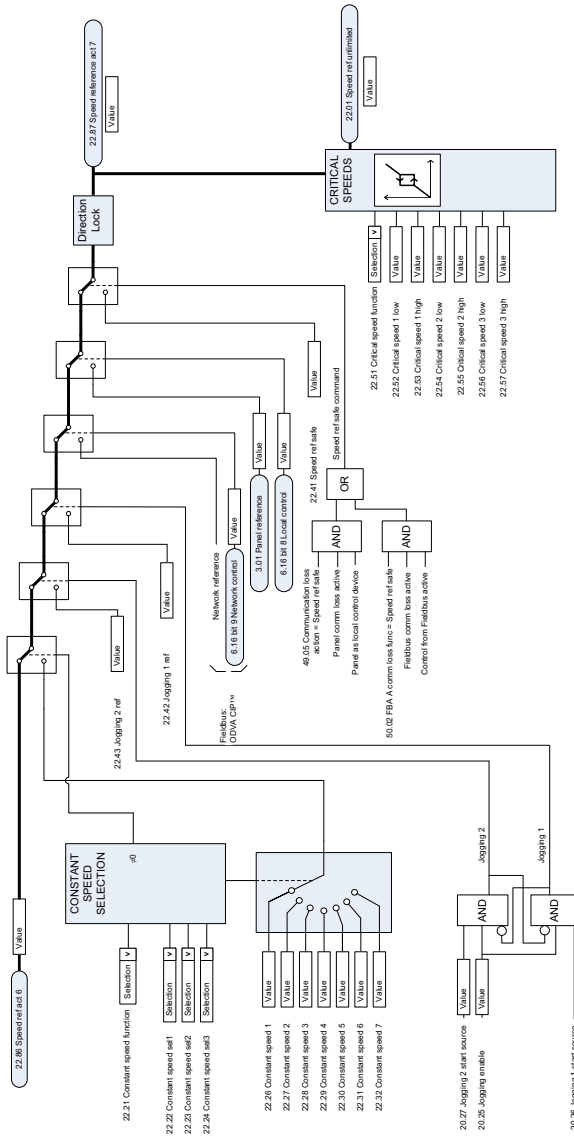 22.86 Speed ref act 6
Value
22.21 Constant speed function
Selection
v
22.22 Constant speed sel1
Selection
v
22.23 Constant speed sel2
Selection
v
22.24 Constant speed sel3
Selection
v
CONSTANT
SPEED
SELECTION
≠0
22.26 Constant speed 1
Value
22.27 Constant speed 2
Value
22.28 Constant speed 3
Value
22.29 Constant speed 4
Value
22.30 Constant speed 5
Value
22.31 Constant speed 6
Value
22.32 Constant speed 7
Value
20.27 Jogging 2 start source
Value
20.25 Jogging enable
Value
20.26 Jogging 1 start source
AND
AND
Jogging 2
Jogging 1
22.43 Jogging 2 ref
Value
22.42 Jogging 1 ref
Value
Fieldbus:
ODVA CIP™
Network reference
6.16 bit 9 Network control
Value
3.01 Panel reference
Value
6.16 bit 8 Local control
Value
22.41 Speed ref safe
Value
49.05 Communication loss
action = Speed ref safe
Panel comm loss active
Panel as local control device
AND
50.02 FBA A comm loss func = Speed ref safe
Fieldbus comm loss active
Control from Fieldbus active
AND
OR
Speed ref safe command
Direction
Lock
22.87 Speed reference act 7
Value
22.51 Critical speed function
Selection
v
22.52 Critical speed 1 low
Value
22.53 Critical speed 1 high
Value
22.54 Critical speed 2 low
Value
22.55 Critical speed 2 high
Value
22.56 Critical speed 3 low
Value
22.57 Critical speed 3 high
Value
CRITICAL
SPEEDS
22.01 Speed ref unlimited
Value